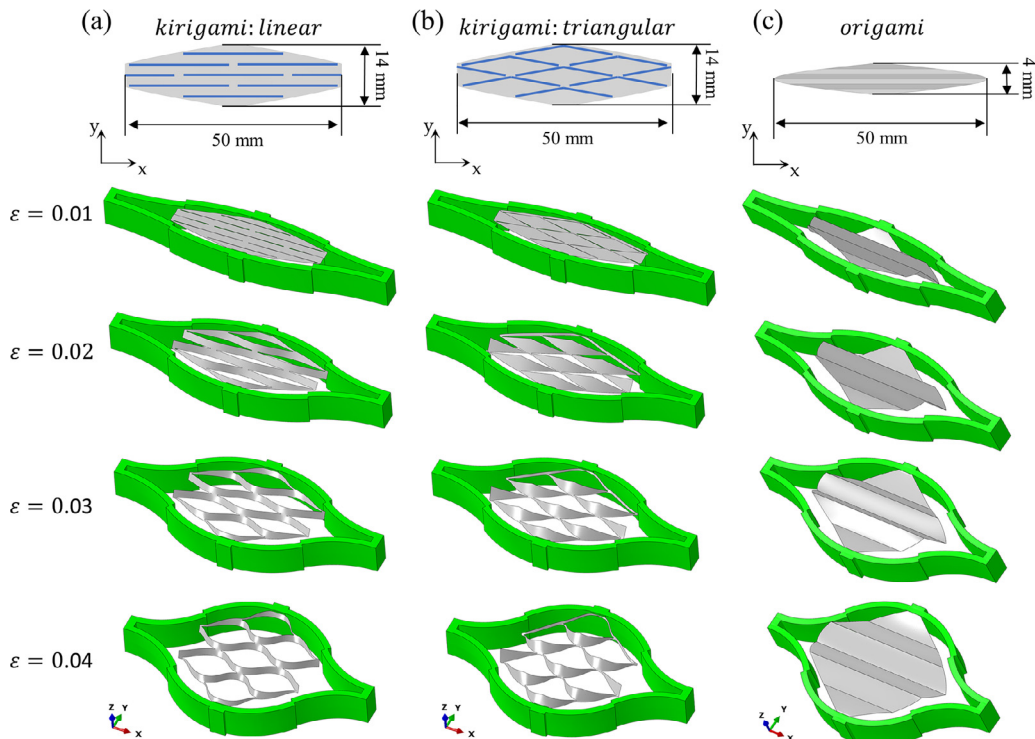 (a) kirigami: linear
(b) kirigami: triangular
(c) origami
14 mm
50 mm
y
x
14 mm
50 mm
y
x
4 mm
50 mm
y
x
ε = 0.01
ε = 0.02
ε = 0.03
ε = 0.04
Z Y X
Z Y X
Z Y X